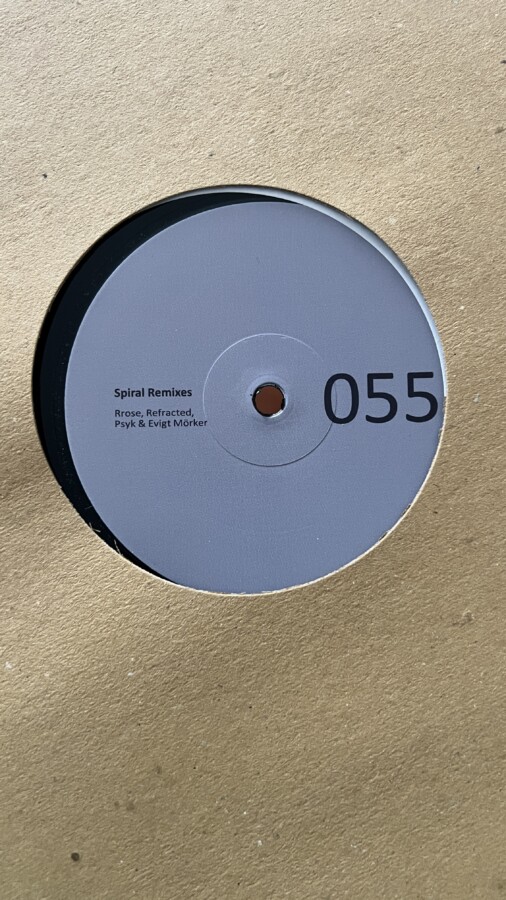 Spiral Remixes
Rrose, Refracted,
Psyk & Evigt Mörker
055